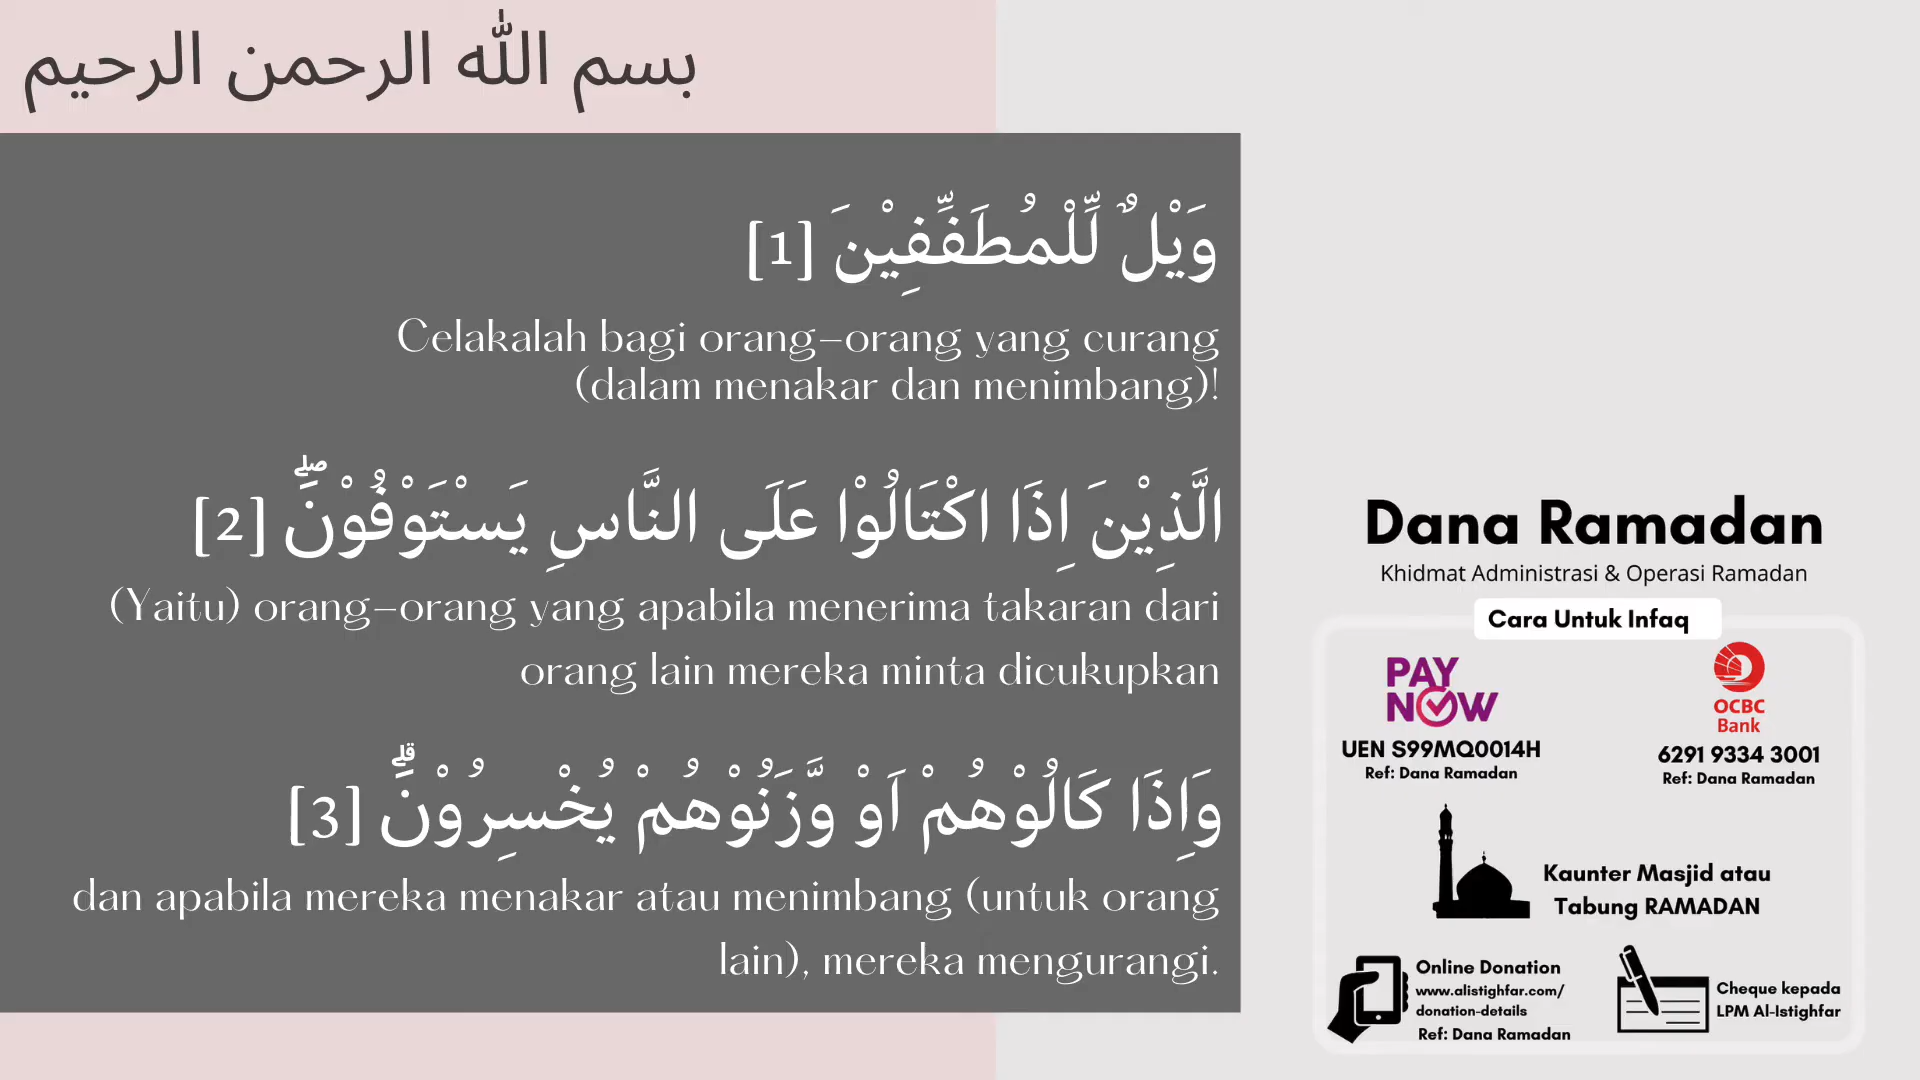 بسم الله الرحمن الرحيم
وَيْلٌ لِّلْمُطَفِّفِيْنَ [1]
Celakalah bagi orang-orang yang curang
(dalam menakar dan menimbang)!
الَّذِيْنَ اِذَا اكْتَالُوْا عَلَى النَّاسِ يَسْتَوْفُوْنَۖ [2]
(Yaitu) orang-orang yang apabila menerima takaran dari
orang lain mereka minta dicukupkan
وَاِذَا كَالُوْهُمْ اَوْ وَّزَنُوْهُمْ يُخْسِرُوْنَۗ [3]
dan apabila mereka menakar atau menimbang (untuk orang
lain), mereka mengurangi.
Dana Ramadan
Khidmat Administrasi & Operasi Ramadan
Cara Untuk Infaq
PAY
NOW
UEN S99MQ0014H
Ref: Dana Ramadan
OCBC
Bank
6291 9334 3001
Ref: Dana Ramadan
Kaunter Masjid atau
Tabung RAMADAN
Online Donation
www.alistighfar.com/
donation-details
Ref: Dana Ramadan
Cheque kepada
LPM Al-Istighfar